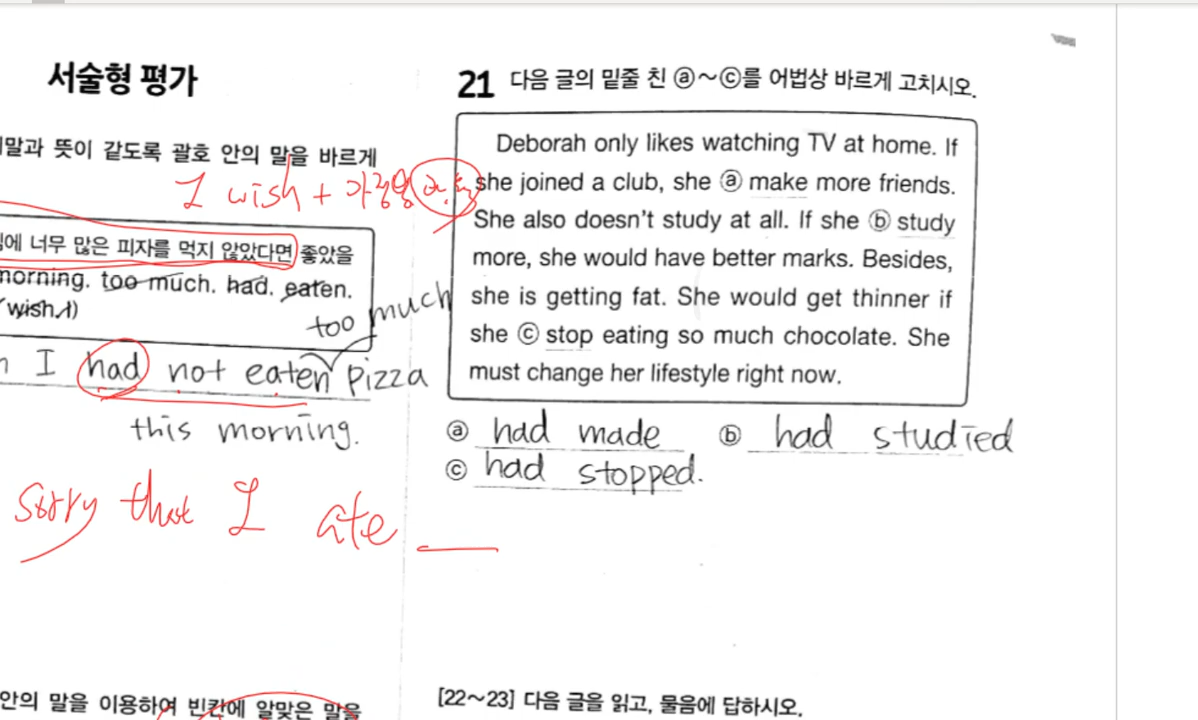 서술형 평가
말과 뜻이 같도록 괄호 안의 말을 바르게
I wish + 가정법
에 너무 많은 피자를 먹지 않았다면 좋았을
morning. too much. had. eaten.
wish
too much
I had not eaten pizza
this morning.
sorry that I ate
안의 말을 이용하여 빈칸에 알맞은 말을
21 다음 글의 밑줄 친 ⓐ~ⓒ를 어법상 바르게 고치시오.
Deborah only likes watching TV at home. If
she joined a club, she ⓐ make more friends.
She also doesn't study at all. If she ⓑ study
more, she would have better marks. Besides,
she is getting fat. She would get thinner if
she ⓒ stop eating so much chocolate. She
must change her lifestyle right now.
ⓐ had made ⓑ had studied
ⓒ had stopped.
[22~23] 다음 글을 읽고, 물음에 답하시오.